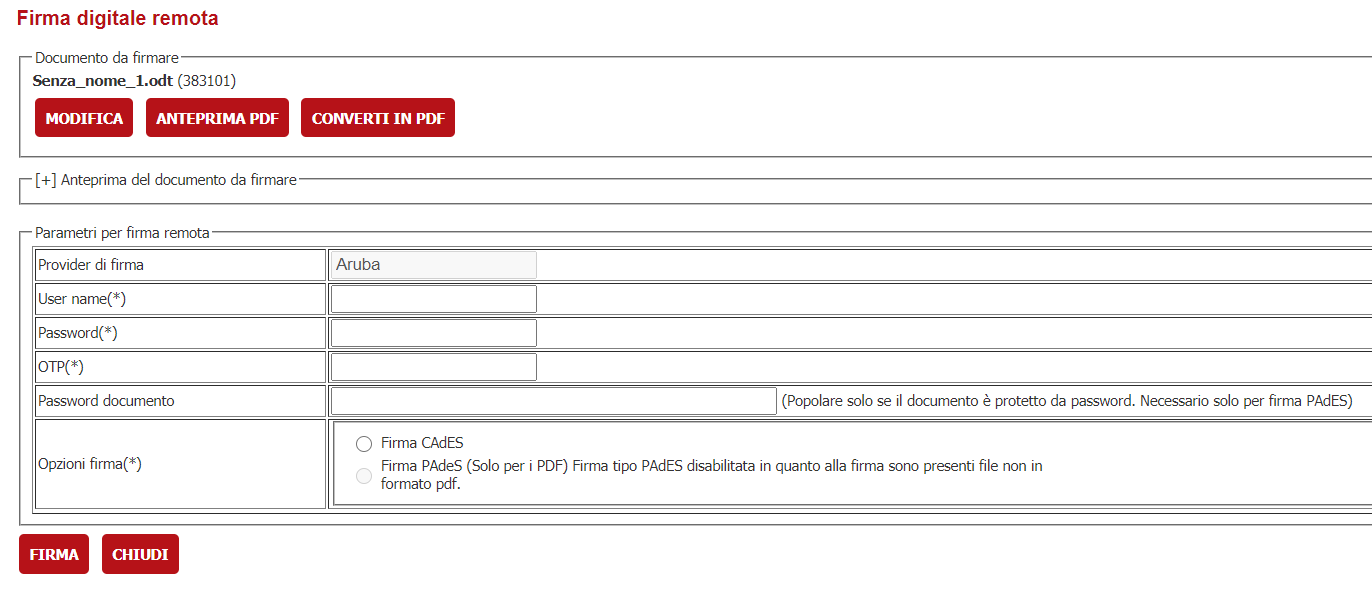 Firma digitale remota
Documento da firmare
Senza_nome_1.odt (383101)
MODIFICA ANTEPRIMA PDF CONVERTI IN PDF
[+] Anteprima del documento da firmare
Parametri per firma remota
Provider di firma Aruba
User name(*)
Password(*)
OTP(*)
Password documento (Popolare solo se il documento è protetto da password. Necessario solo per firma PAdES)
Opzioni firma(*)
Firma CAdES
Firma PAdeS (Solo per i PDF) Firma tipo PAdES disabilitata in quanto alla firma sono presenti file non in
formato pdf.
FIRMA CHIUDI